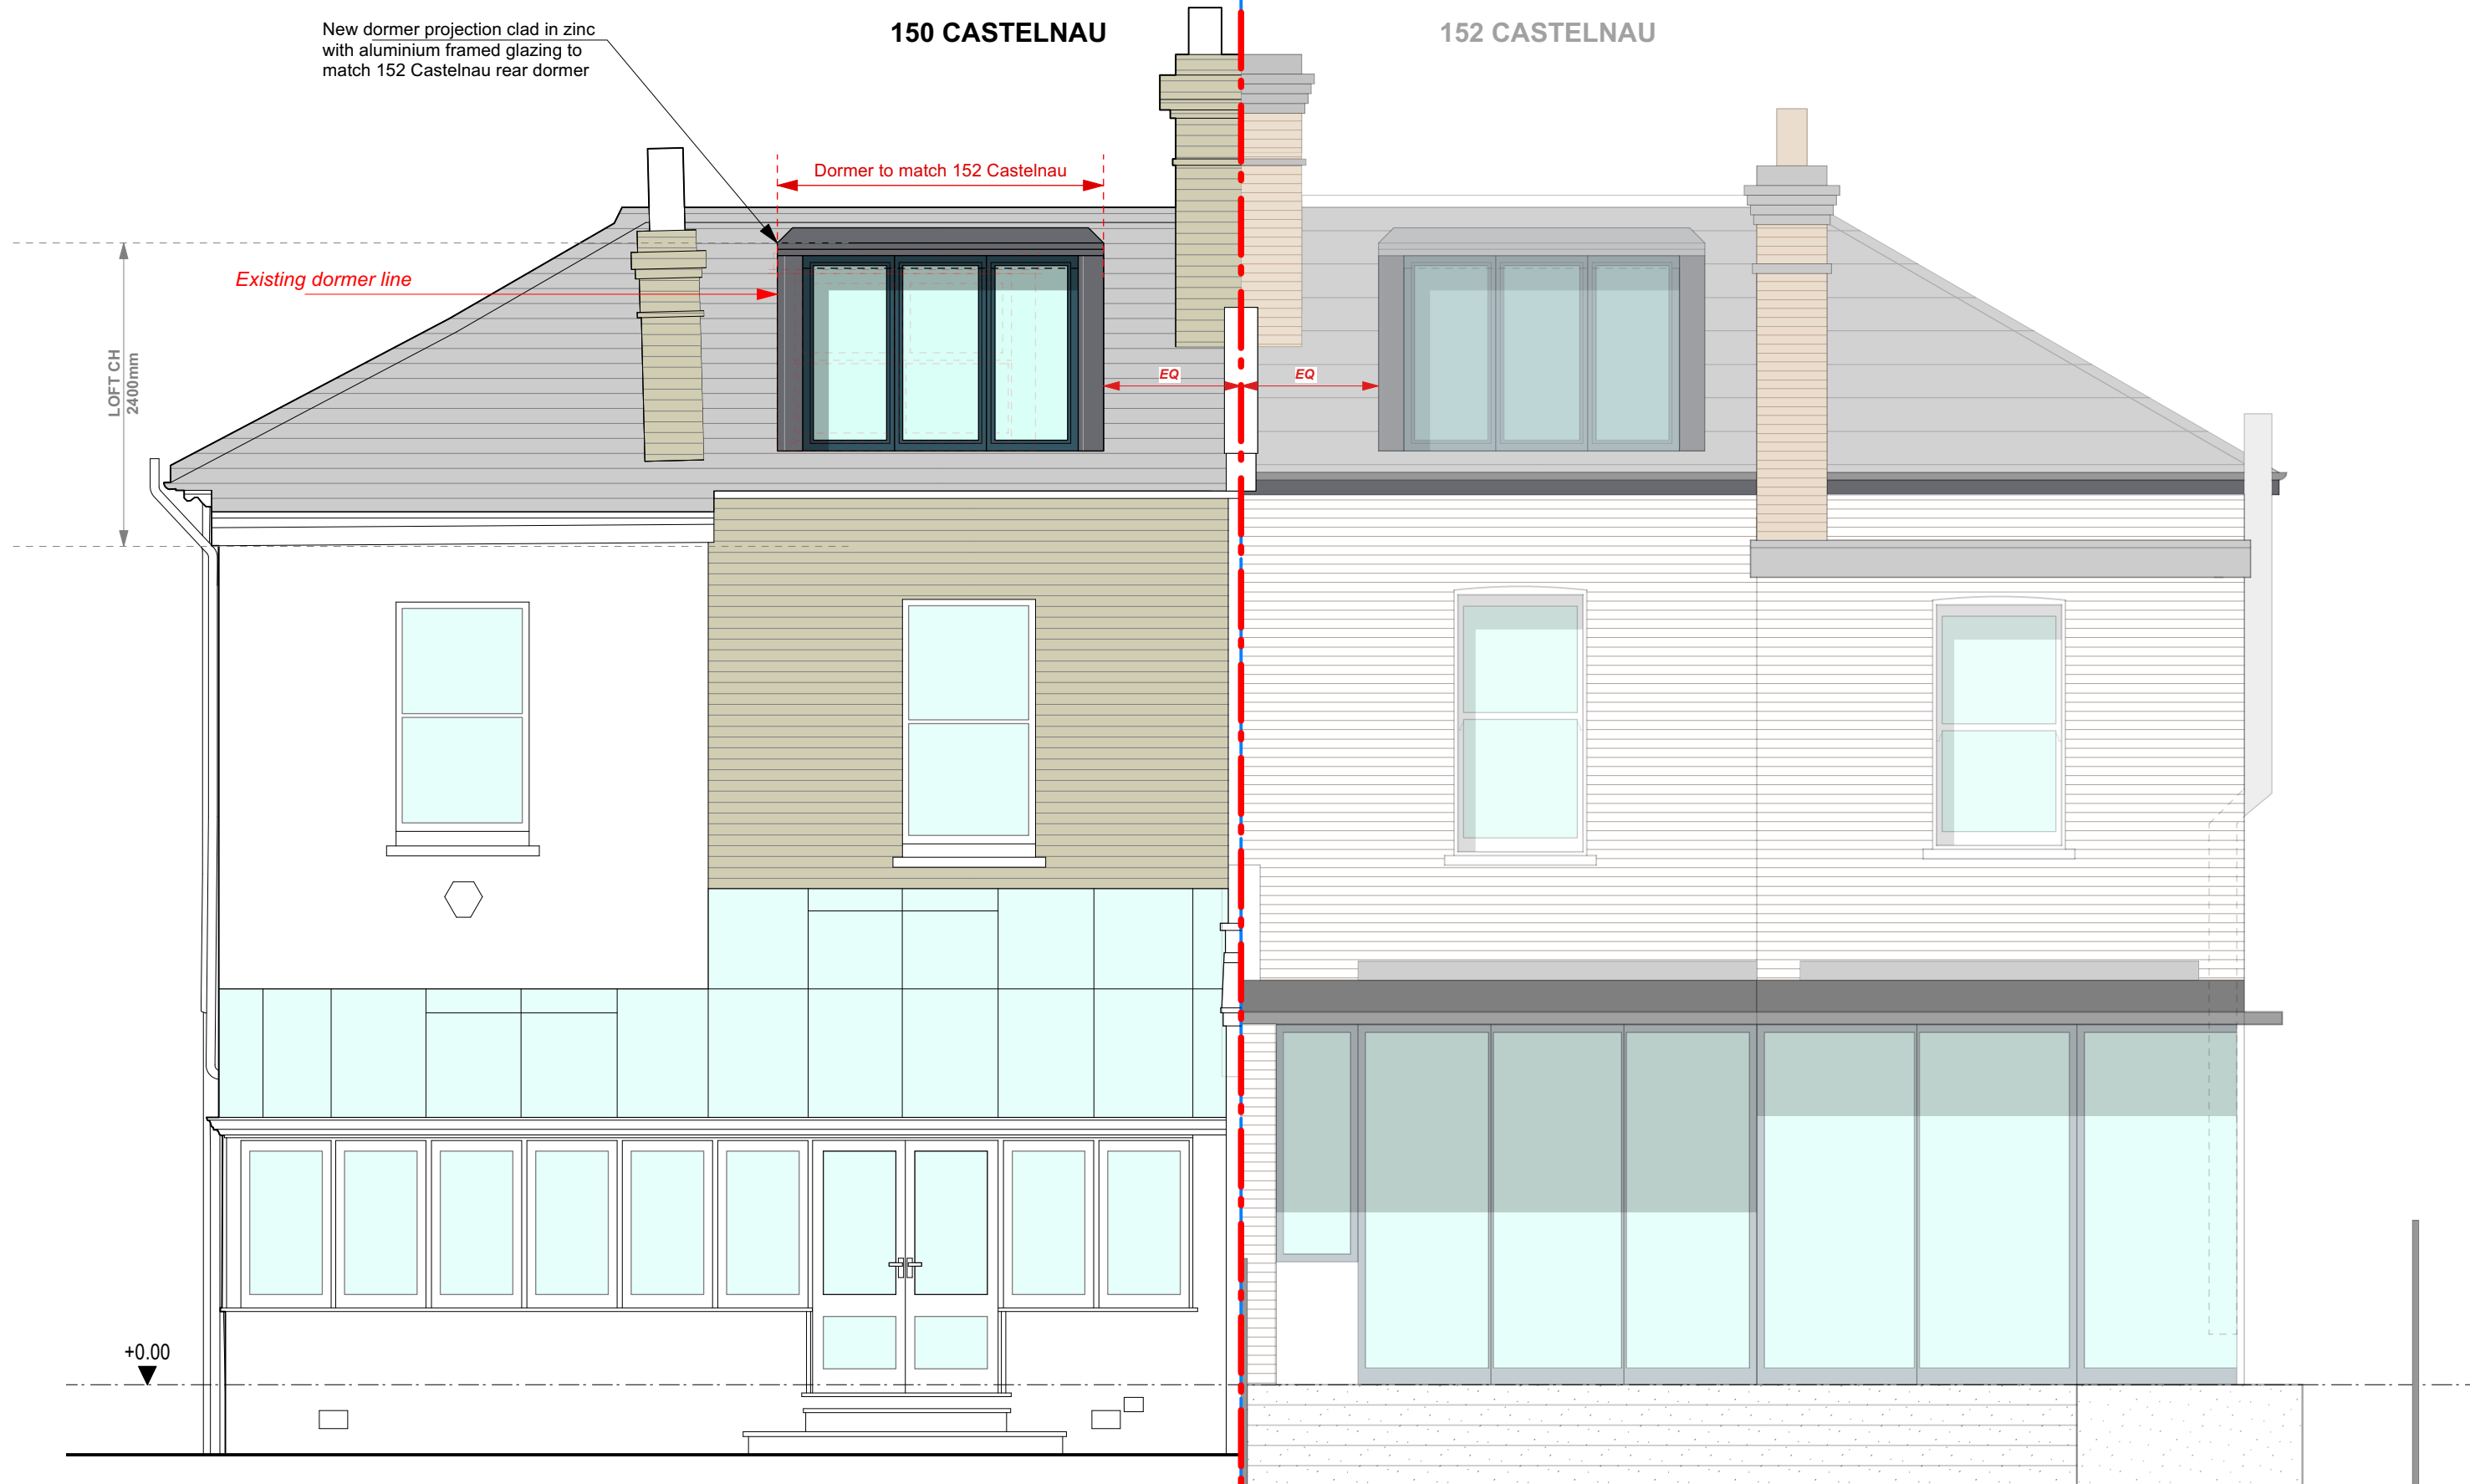 150 CASTELNAU
152 CASTELNAU
New dormer projection clad in zinc
with aluminium framed glazing to
match 152 Castelnau rear dormer
Dormer to match 152 Castelnau
Existing dormer line
LOFT CH
2400mm
EQ
EQ
+0.00